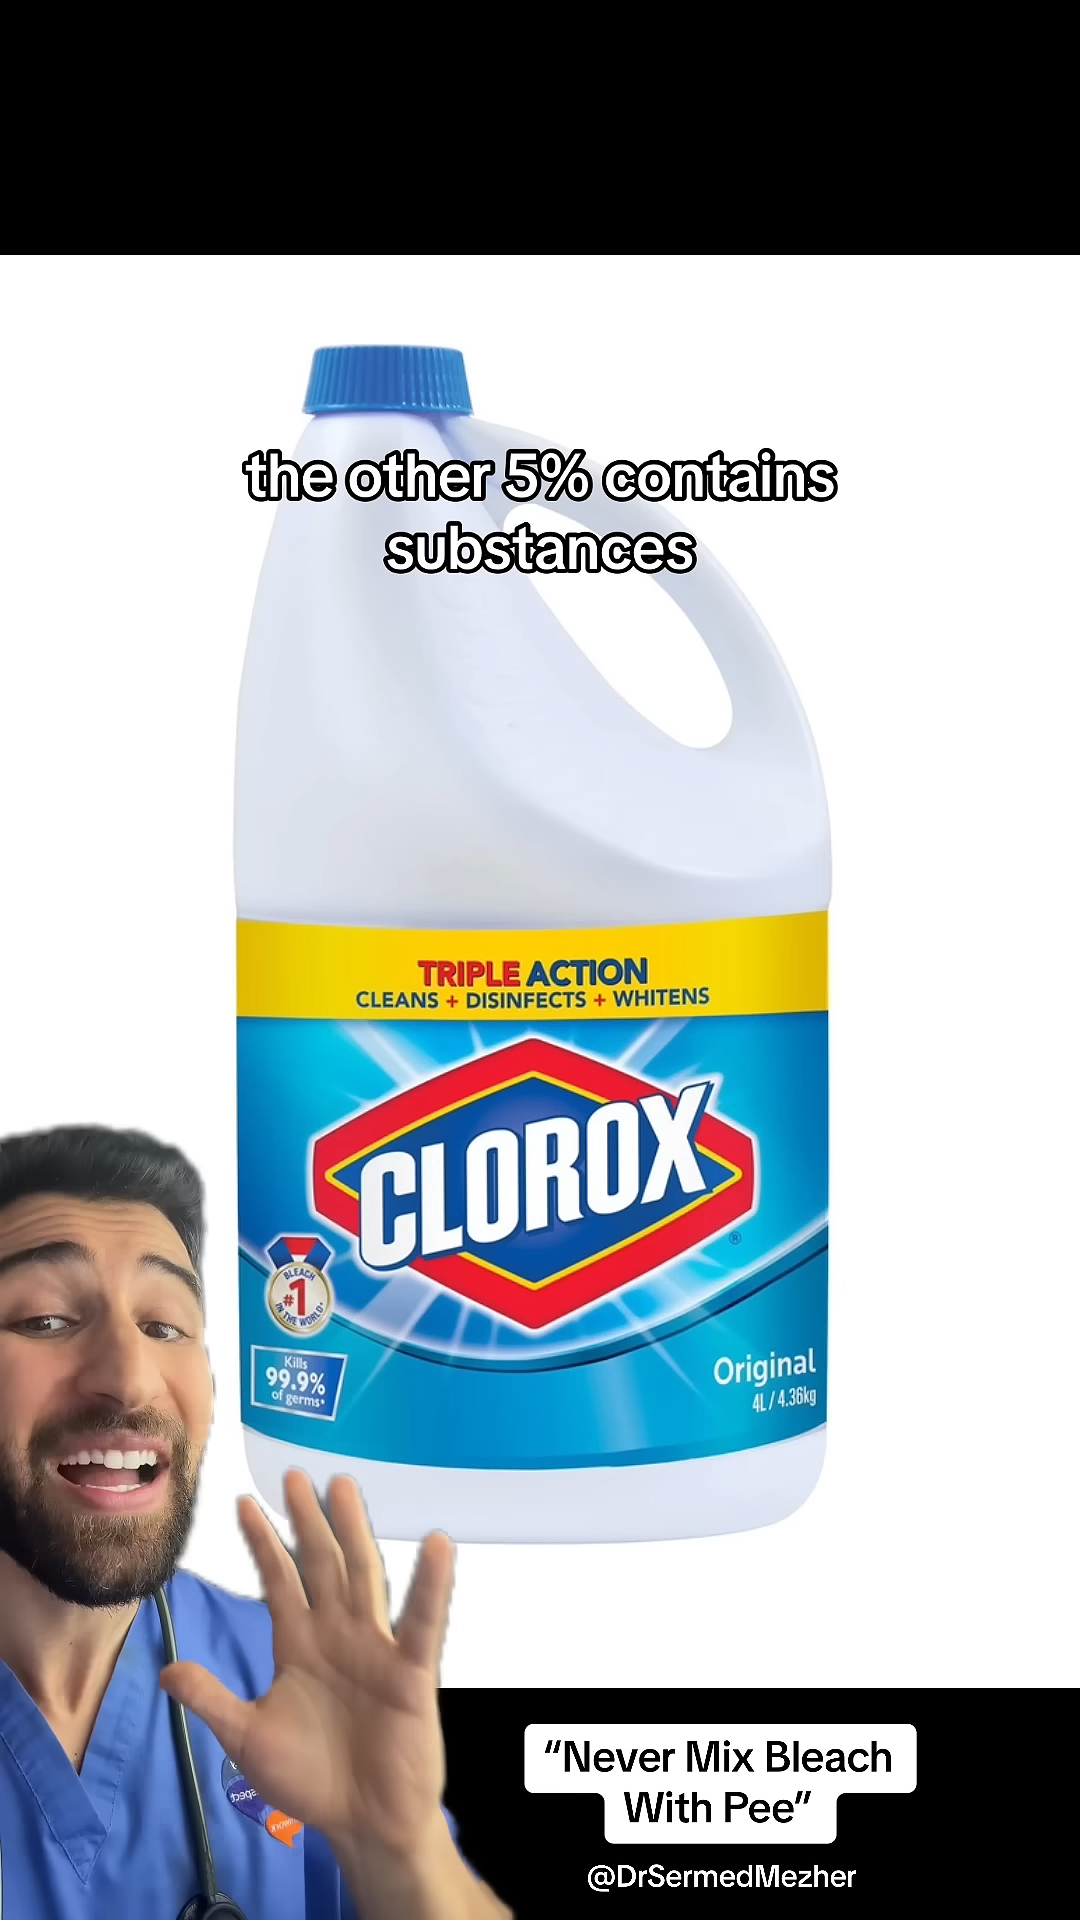 the other 5% contains
substances
TRIPLE ACTION
CLEANS + DISINFECTS + WHITENS
CLOROX
®
BLEACH
#1
IN THE WORLD*
Kills
99.9%
of germs*
Original
4L / 4.36kg
“Never Mix Bleach
With Pee”
@DrSermedMezher